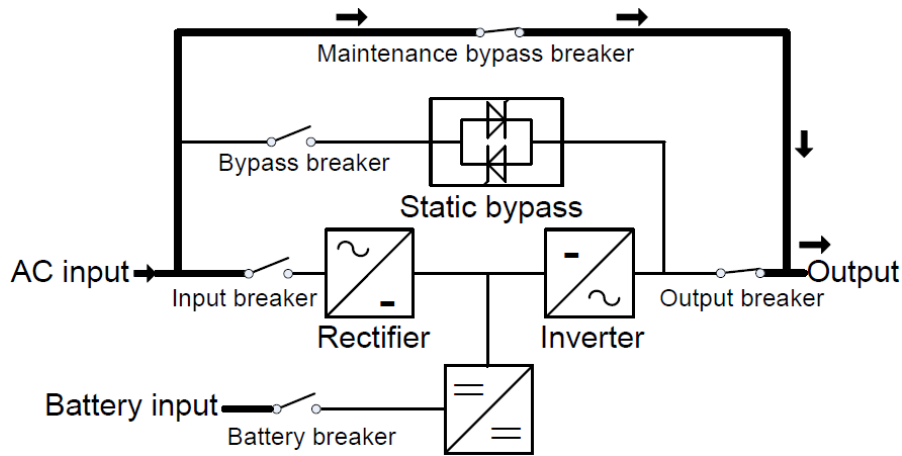 Maintenance bypass breaker
Bypass breaker
Static bypass
AC input
Output
Input breaker
Output breaker
Rectifier
Inverter
Battery input
Battery breaker